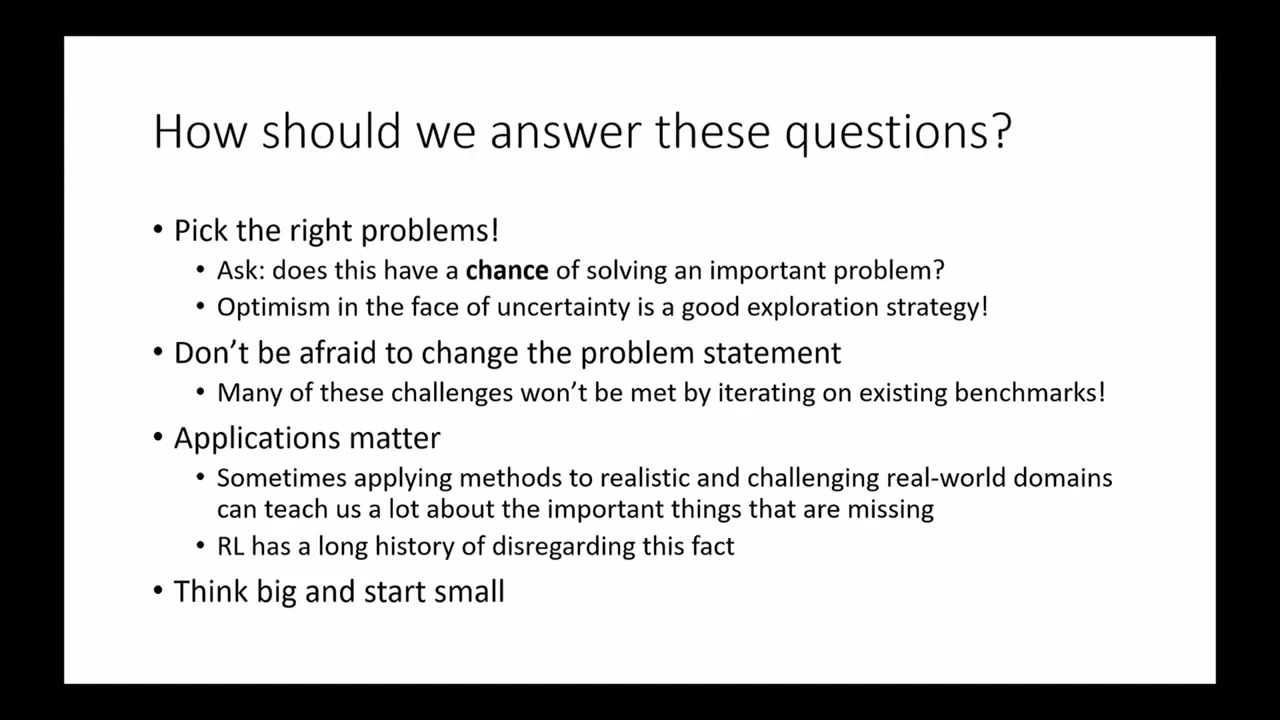 How should we answer these questions?
• Pick the right problems!
• Ask: does this have a chance of solving an important problem?
• Optimism in the face of uncertainty is a good exploration strategy!
• Don’t be afraid to change the problem statement
• Many of these challenges won’t be met by iterating on existing benchmarks!
• Applications matter
• Sometimes applying methods to realistic and challenging real-world domains
can teach us a lot about the important things that are missing
• RL has a long history of disregarding this fact
• Think big and start small